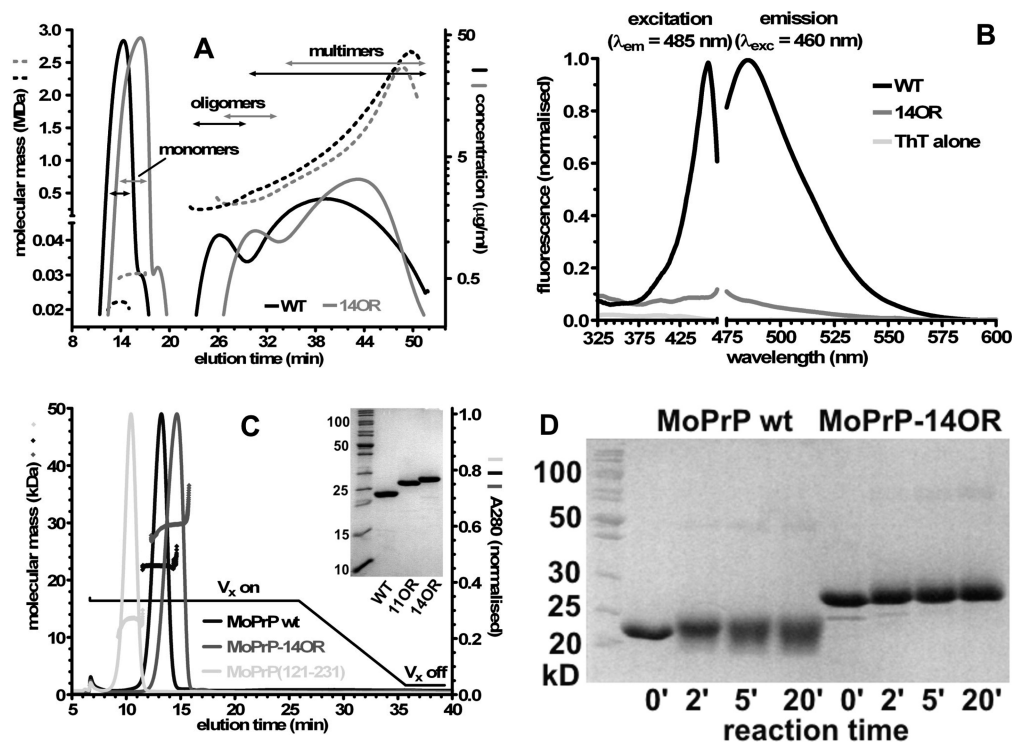 A
molecular mass (MDa)
3.0
2.5
2.0
1.5
1.0
0.5
0.04
0.03
0.02
multimers
oligomers
monomers
WT
14OR
50
5
0.5
concentration (µg/ml)
8
14
20
26
32
38
44
50
elution time (min)
B
excitation
(λem = 485 nm)
emission
(λexc = 460 nm)
fluorescence (normalised)
1.0
0.8
0.6
0.4
0.2
0.0
WT
14OR
ThT alone
325
375
425
475
500
525
550
575
600
wavelength (nm)
C
molecular mass (kDa)
50
40
30
20
10
0
Vx on
Vx off
MoPrP wt
MoPrP-14OR
MoPrP(121-231)
100
50
25
15
10
WT
11OR
14OR
1.0
0.8
0.6
0.4
0.2
0.0
A280 (normalised)
5
10
15
20
25
30
35
40
elution time (min)
D
MoPrP wt
MoPrP-14OR
100
50
30
25
20
kD
0'
2'
5'
20'
0'
2'
5'
20'
reaction time